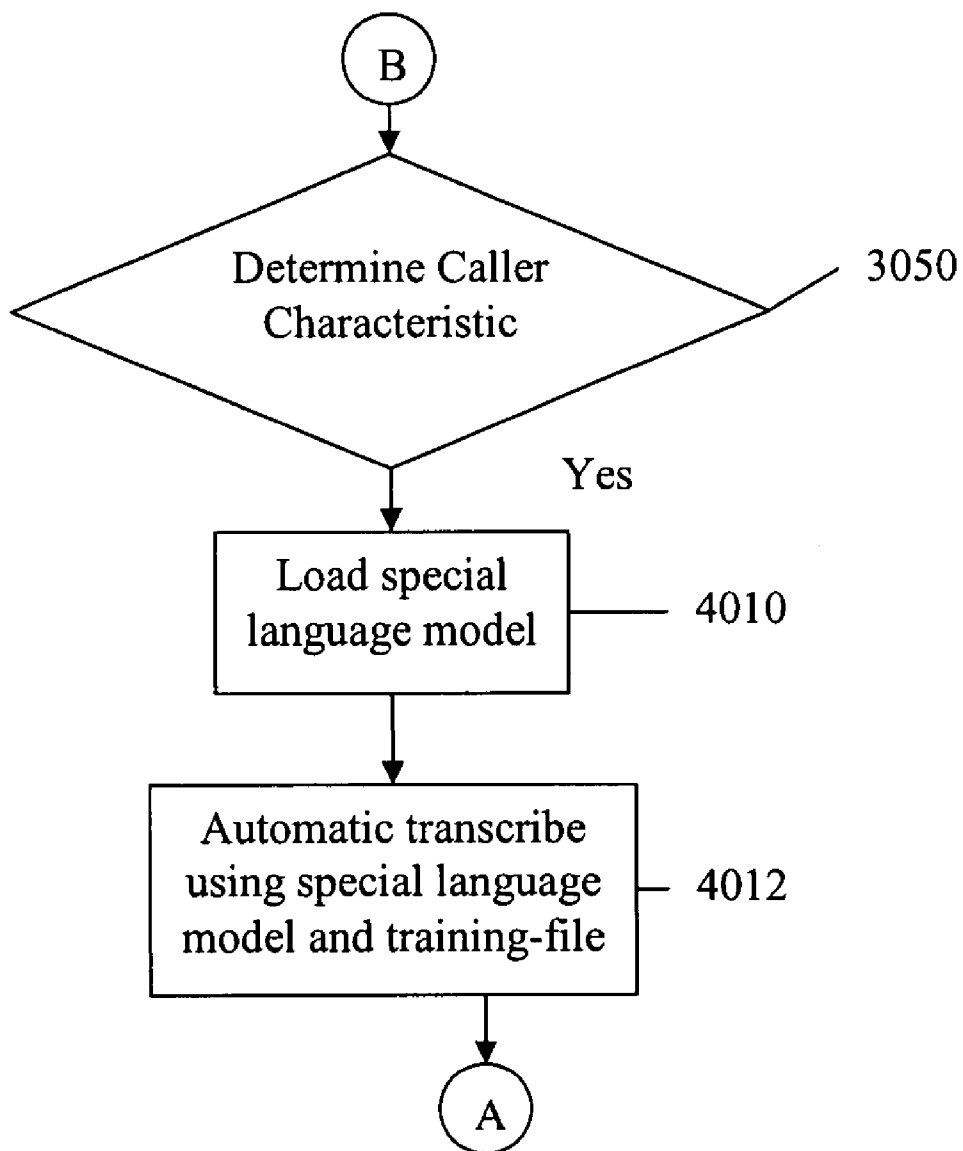 B
Determine Caller
Characteristic
3050
Yes
Load special
language model
4010
Automatic transcribe
using special language
model and training-file
4012
A